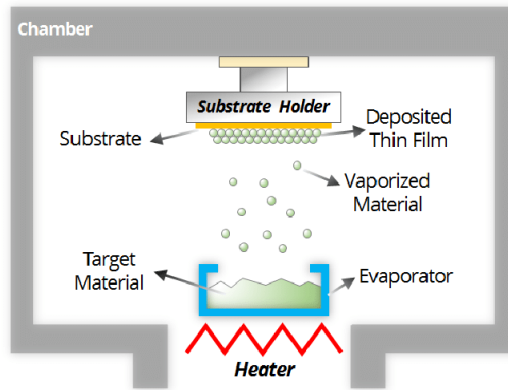 Chamber
Substrate Holder
Substrate
Deposited
Thin Film
Vaporized
Material
Target
Material
Evaporator
Heater